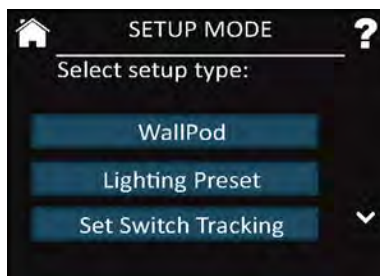 SETUP MODE
?
Select setup type:
WallPod
Lighting Preset
Set Switch Tracking